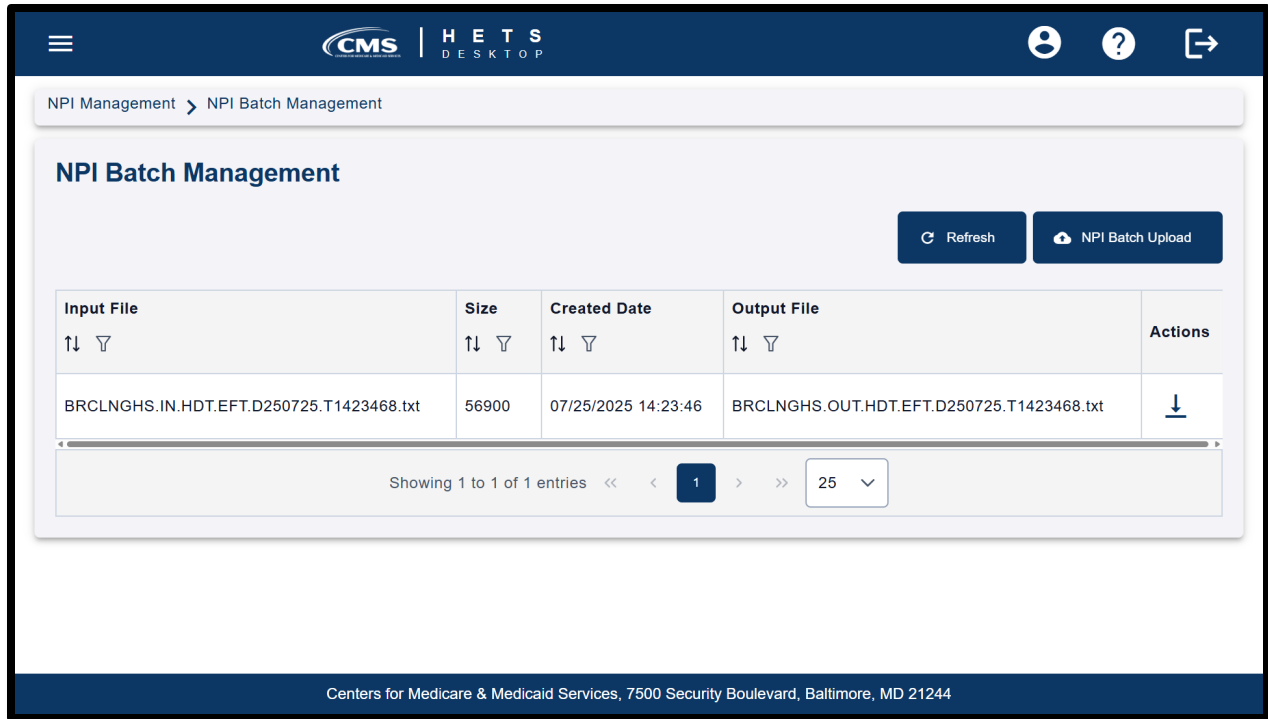 CMS
H E T S
D E S K T O P
NPI Management NPI Batch Management
NPI Batch Management
Refresh
NPI Batch Upload
Input File Size Created Date Output File Actions
BRCLNGHS.IN.HDT.EFT.D250725.T1423468.txt 56900 07/25/2025 14:23:46 BRCLNGHS.OUT.HDT.EFT.D250725.T1423468.txt
Showing 1 to 1 of 1 entries 1 25
Centers for Medicare & Medicaid Services, 7500 Security Boulevard, Baltimore, MD 21244